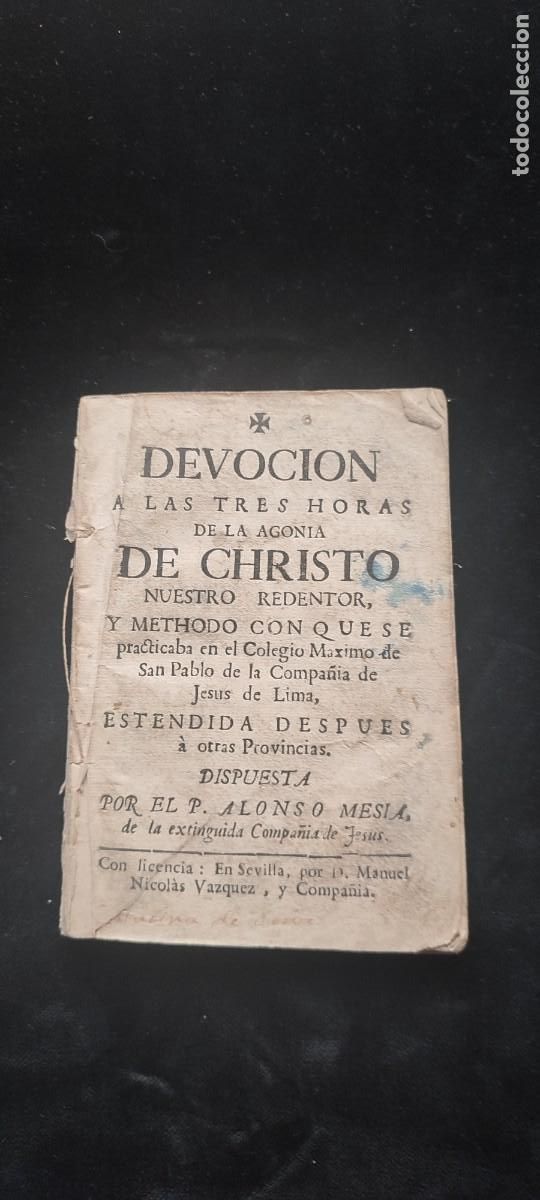 todocoleccion
✠
DEVOCION
A LAS TRES HORAS
DE LA AGONIA
DE CHRISTO
NUESTRO REDENTOR,
Y METHODO CON QUE SE
practicaba en el Colegio Maximo de
San Pablo de la Compañia de
Jesus de Lima,
ESTENDIDA DESPUES
à otras Provincias.
DISPUESTA
POR EL P. ALONSO MESIA,
de la extinguida Compañia de Jesus.
Con licencia: En Sevilla, por D. Manuel
Nicolàs Vazquez, y Compañia.